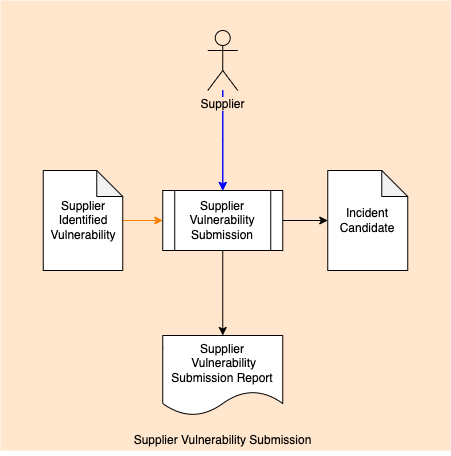 Supplier
Supplier
Identified
Vulnerability
Supplier
Vulnerability
Submission
Incident
Candidate
Supplier
Vulnerability
Submission Report
Supplier Vulnerability Submission